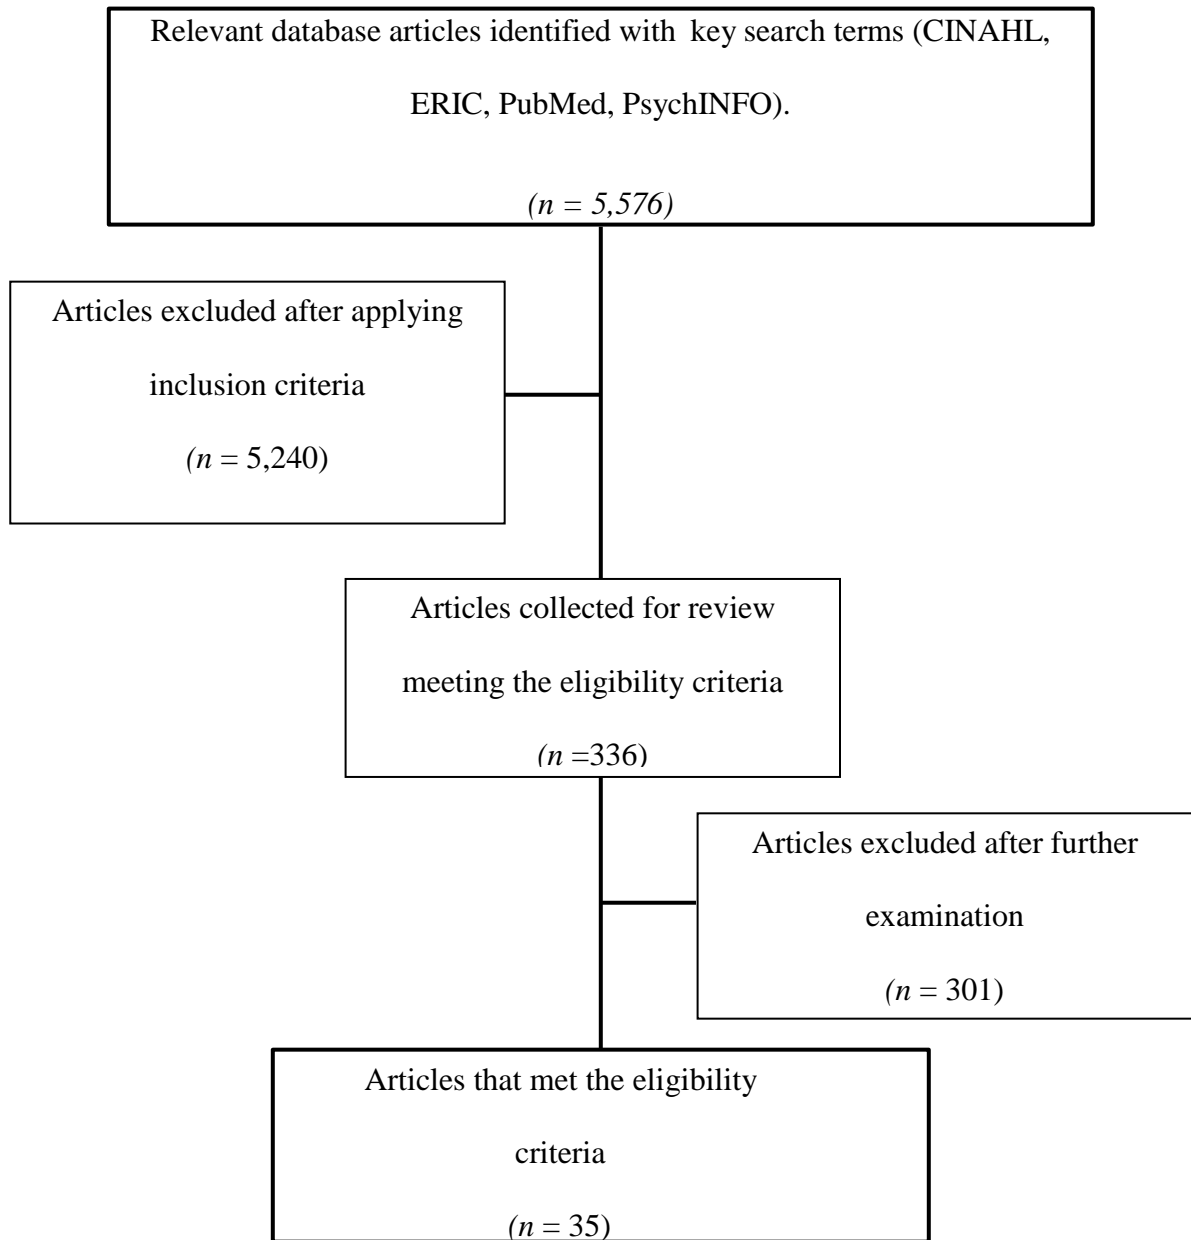 Relevant database articles identified with key search terms (CINAHL,
ERIC, PubMed, PsychINFO).
(n = 5,576)
Articles excluded after applying
inclusion criteria
(n = 5,240)
Articles collected for review
meeting the eligibility criteria
(n =336)
Articles excluded after further
examination
(n = 301)
Articles that met the eligibility
criteria
(n = 35)